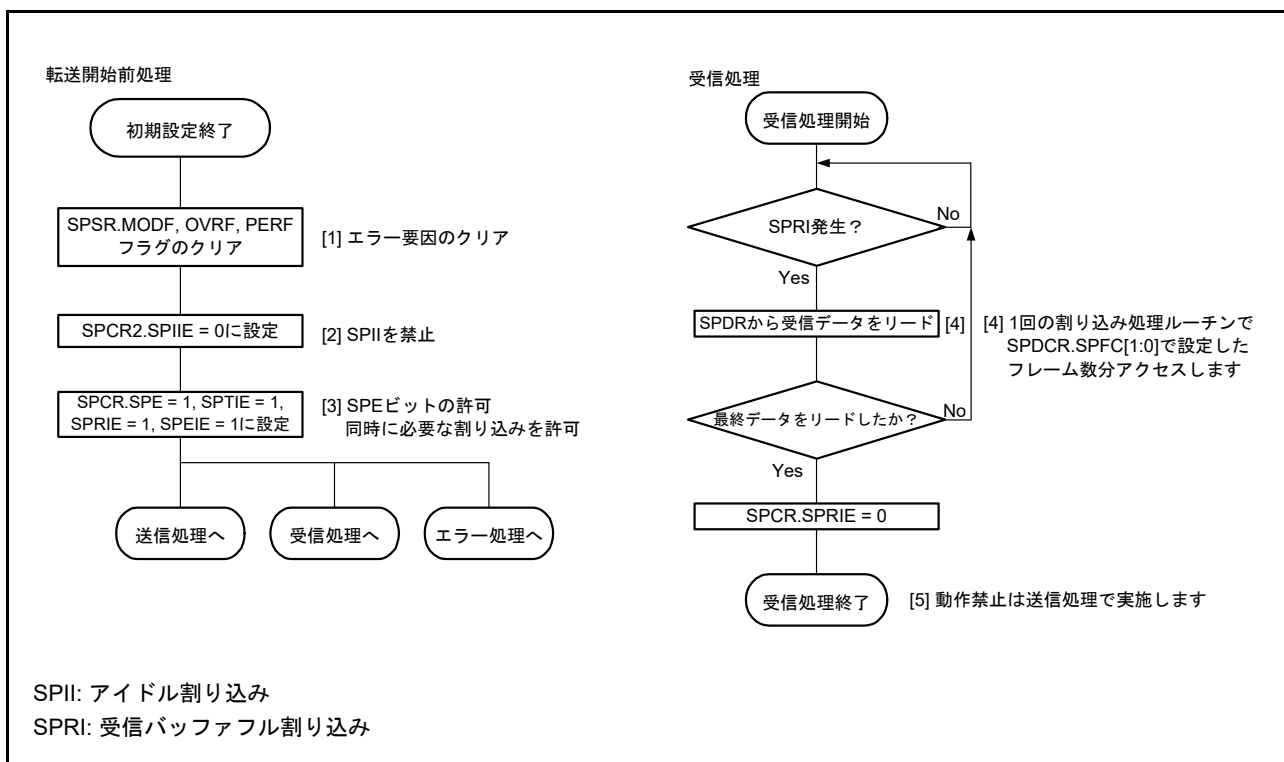 転送開始前処理
初期設定終了
SPSR.MODF, OVRF, PERF
フラグのクリア
[1] エラー要因のクリア
SPCR2.SPIIE = 0に設定
[2] SPIIを禁止
SPCR.SPE = 1, SPTIE = 1,
SPRIE = 1, SPEIE = 1に設定
[3] SPEビットの許可
同時に必要な割り込みを許可
送信処理へ
受信処理へ
エラー処理へ
受信処理
受信処理開始
SPRI発生？
No
Yes
SPDRから受信データをリード
[4]
[4] 1回の割り込み処理ルーチンで
SPDCR.SPFC[1:0]で設定した
フレーム数分アクセスします
最終データをリードしたか？
No
Yes
SPCR.SPRIE = 0
受信処理終了
[5] 動作禁止は送信処理で実施します
SPII: アイドル割り込み
SPRI: 受信バッファフル割り込み